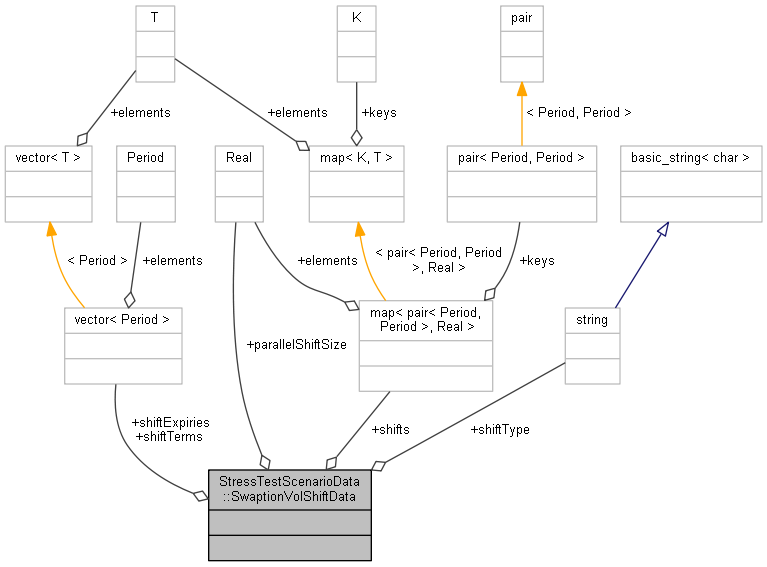 T
K
pair
+elements
+elements
+keys
< Period, Period >
vector< T >
Period
Real
map< K, T >
pair< Period, Period >
basic_string< char >
< Period >
+elements
+elements
< pair< Period, Period
>, Real >
+keys
vector< Period >
map< pair< Period,
Period >, Real >
string
+parallelShiftSize
+shiftExpiries
+shiftTerms
+shifts
+shiftType
StressTestScenarioData
::SwaptionVolShiftData